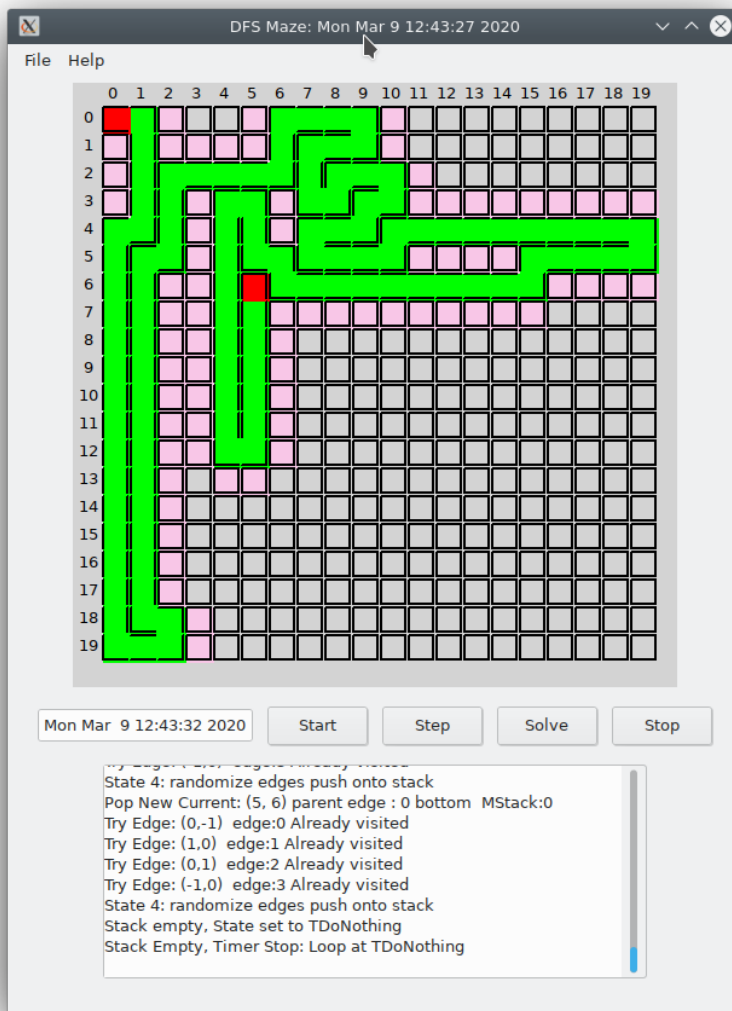 DFS Maze: Mon Mar 9 12:43:27 2020
File Help
0 1 2 3 4 5 6 7 8 9 10 11 12 13 14 15 16 17 18 19
0
1
2
3
4
5
6
7
8
9
10
11
12
13
14
15
16
17
18
19
Mon Mar 9 12:43:32 2020 Start Step Solve Stop
State 4: randomize edges push onto stack
Pop New Current: (5, 6) parent edge : 0 bottom MStack:0
Try Edge: (0,-1) edge:0 Already visited
Try Edge: (1,0) edge:1 Already visited
Try Edge: (0,1) edge:2 Already visited
Try Edge: (-1,0) edge:3 Already visited
State 4: randomize edges push onto stack
Stack empty, State set to TDoNothing
Stack Empty, Timer Stop: Loop at TDoNothing